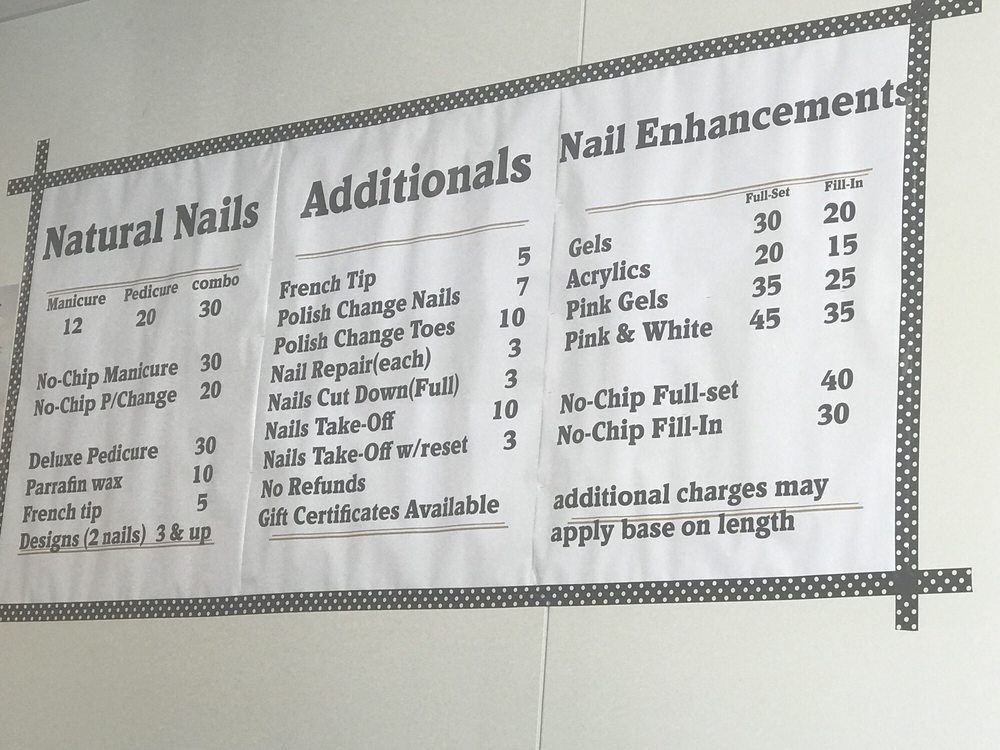 Natural Nails
Manicure Pedicure combo
12 20 30
No-Chip Manicure 30
No-Chip P/Change 20
Deluxe Pedicure 30
Parrafin wax 10
French tip 5
Designs (2 nails) 3 & up
Additionals
French Tip 5
Polish Change Nails 7
Polish Change Toes 10
Nail Repair(each) 3
Nails Cut Down(Full) 3
Nails Take-Off 10
Nails Take-Off w/reset 3
No Refunds
Gift Certificates Available
Nail Enhancements
Full-Set Fill-In
Gels 30 20
Acrylics 20 15
Pink Gels 35 25
Pink & White 45 35
No-Chip Full-set 40
No-Chip Fill-In 30
additional charges may
apply base on length